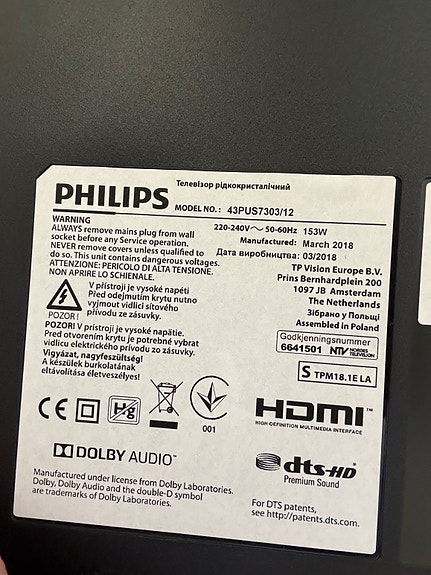 PHILIPS
Телевізор рідкокристалічний
MODEL NO.: 43PUS7303/12
WARNING
ALWAYS remove mains plug from wall
socket before any Service operation.
NEVER remove covers unless qualified to
do so. This unit contains dangerous voltages.
ATTENZIONE: PERICOLO DI ALTA TENSIONE.
NON APRIRE LO SCHIENALE.
220-240V~ 50-60Hz 153W
Manufactured: March 2018
Дата виробництва: 03/2018
TP Vision Europe B.V.
Prins Bernhardplein 200
1097 JB Amsterdam
The Netherlands
Зібрано у Польщі
Assembled in Poland
POZOR !
V přístroji je vysoké napětí
Před odejmutím krytu nutno
vyjmout vidlici síťového
přívodu ze zásuvky.
POZOR! V prístroji je vysoké napätie.
Pred otvorením krytu je potrebné vybrat
vidlicu elektrického prívodu zo zásuvky.
Vigyázat, nagyfeszültség!
A készülék burkolatának
eltávolítása életveszélyes!
Godkjenningsnummer
6641501 NTV NORDIG TELEVISJON
S TPM18.1E LA
CE
Hg
001
HDMI™
HIGH-DEFINITION MULTIMEDIA INTERFACE
DOLBY AUDIO™
dts-HD
Premium Sound
Manufactured under license from Dolby Laboratories.
Dolby, Dolby Audio and the double-D symbol
are trademarks of Dolby Laboratories.
For DTS patents,
see http://patents.dts.com.